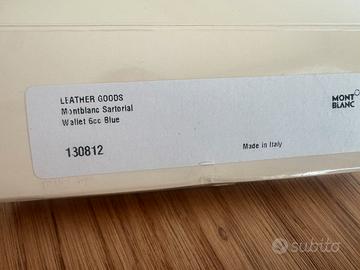 LEATHER GOODS
Montblanc Sartorial
Wallet 6cc Blue
130812
MONT
BLANC
Made in Italy
subito